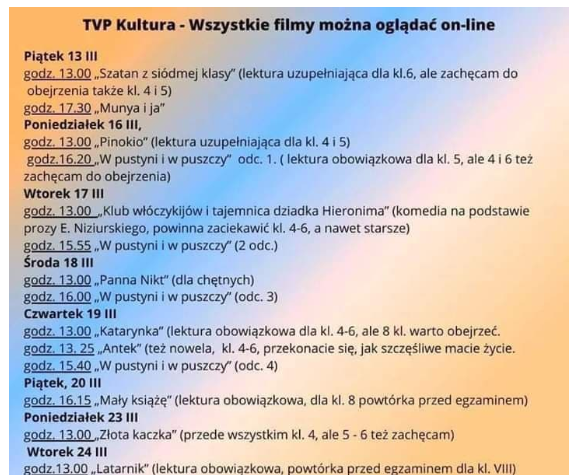 TVP Kultura - Wszystkie filmy można oglądać on-line
Piątek 13 III
godz. 13.00 „Szatan z siódmej klasy" (lektura uzupełniająca dla kl.6, ale zachęcam do
obejrzenia także kl. 4 i 5)
godz. 17.30 „Munya i ja"
Poniedziałek 16 III,
godz. 13.00 „Pinokio" (lektura uzupełniająca dla kl. 4 i 5)
godz.16.20 „W pustyni i w puszczy" odc. 1. ( lektura obowiązkowa dla kl. 5, ale 4 i 6 też
zachęcam do obejrzenia)
Wtorek 17 III
godz. 13.00 „Klub włóczykijów i tajemnica dziadka Hieronima" (komedia na podstawie
prozy E. Niziurskiego, powinna zaciekawić kl. 4-6, a nawet starsze)
godz. 15.55 „W pustyni i w puszczy" (2 odc.)
Środa 18 III
godz. 13.00 „Panna Nikt" (dla chętnych)
godz. 16.00 „W pustyni i w puszczy" (odc. 3)
Czwartek 19 III
godz. 13.00 „Katarynka" (lektura obowiązkowa dla kl. 4-6, ale 8 kl. warto obejrzeć.
godz. 13. 25 „Antek" (też nowela, kl. 4-6, przekonacie się, jak szczęśliwe macie życie.
godz. 15.40 „W pustyni i w puszczy" (odc. 4)
Piątek, 20 III
godz. 16.15 „Mały książę" (lektura obowiązkowa, dla kl. 8 powtórka przed egzaminem)
Poniedziałek 23 III
godz. 13.00 „Złota kaczka" (przede wszystkim kl. 4, ale 5 - 6 też zachęcam)
Wtorek 24 III
godz.13.00 „Latarnik" (lektura obowiązkowa, powtórka przed egzaminem dla kl. VIII)